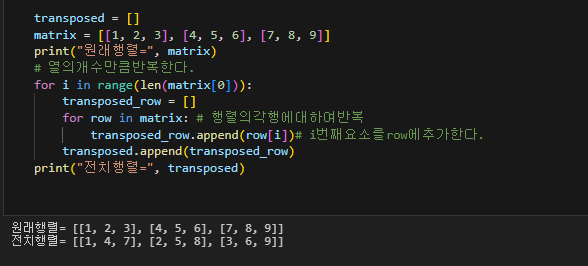 transposed = []
matrix = [[1, 2, 3], [4, 5, 6], [7, 8, 9]]
print("원래행렬=", matrix)
# 열의개수만큼반복한다.
for i in range(len(matrix[0])):
    transposed_row = []
    for row in matrix: # 행렬의각행에대하여반복
        transposed_row.append(row[i])# i번째요소를row에추가한다.
    transposed.append(transposed_row)
print("전치행렬=", transposed)
원래행렬= [[1, 2, 3], [4, 5, 6], [7, 8, 9]]
전치행렬= [[1, 4, 7], [2, 5, 8], [3, 6, 9]]